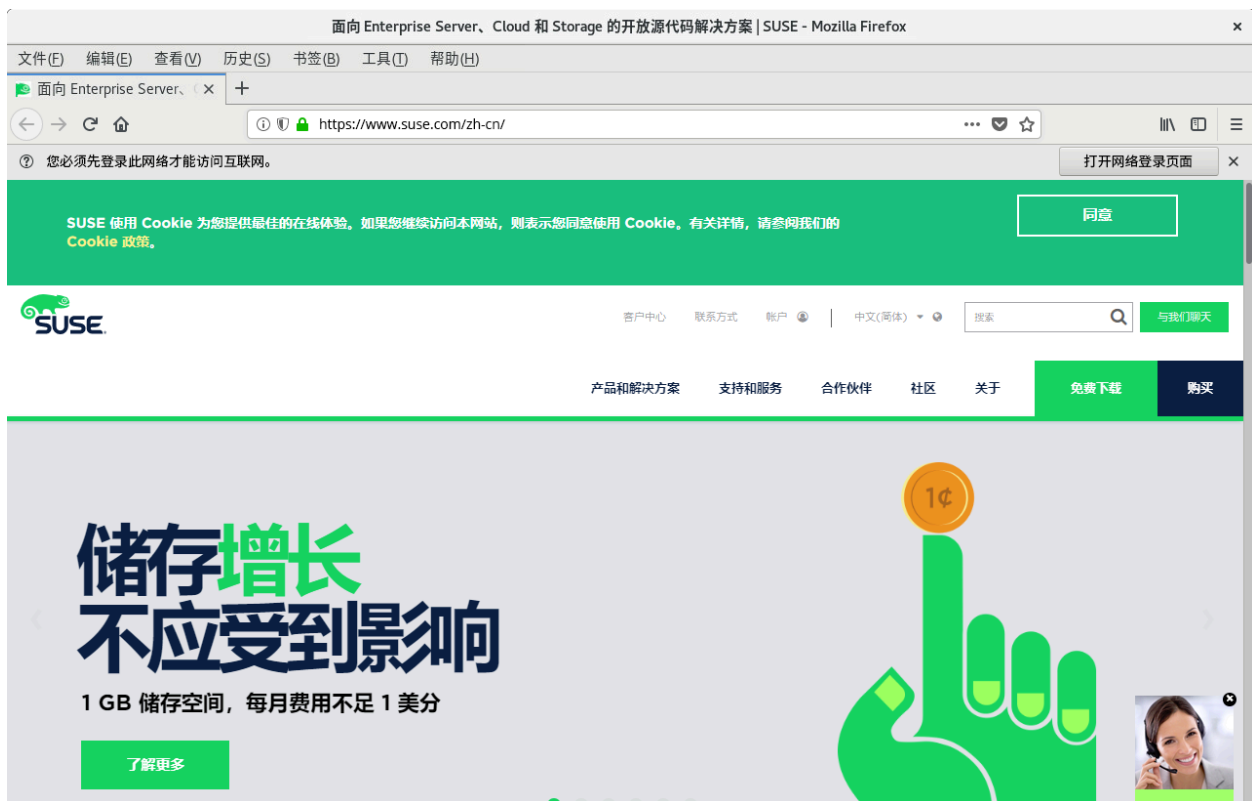 面向 Enterprise Server、Cloud 和 Storage 的开放源代码解决方案 | SUSE - Mozilla Firefox
文件(F) 编辑(E) 查看(V) 历史(S) 书签(B) 工具(T) 帮助(H)
面向 Enterprise Server、
https://www.suse.com/zh-cn/
您必须先登录此网络才能访问互联网。 打开网络登录页面
SUSE 使用 Cookie 为您提供最佳的在线体验。如果您继续访问本网站，则表示您同意使用 Cookie。有关详情，请参阅我们的 同意
Cookie 政策。
SUSE.
客户中心 联系方式 帐户 中文(简体) 搜索 与我们聊天
产品和解决方案 支持和服务 合作伙伴 社区 关于 免费下载 购买
1¢
储存增长
不应受到影响
1 GB 储存空间，每月费用不足 1 美分
了解更多